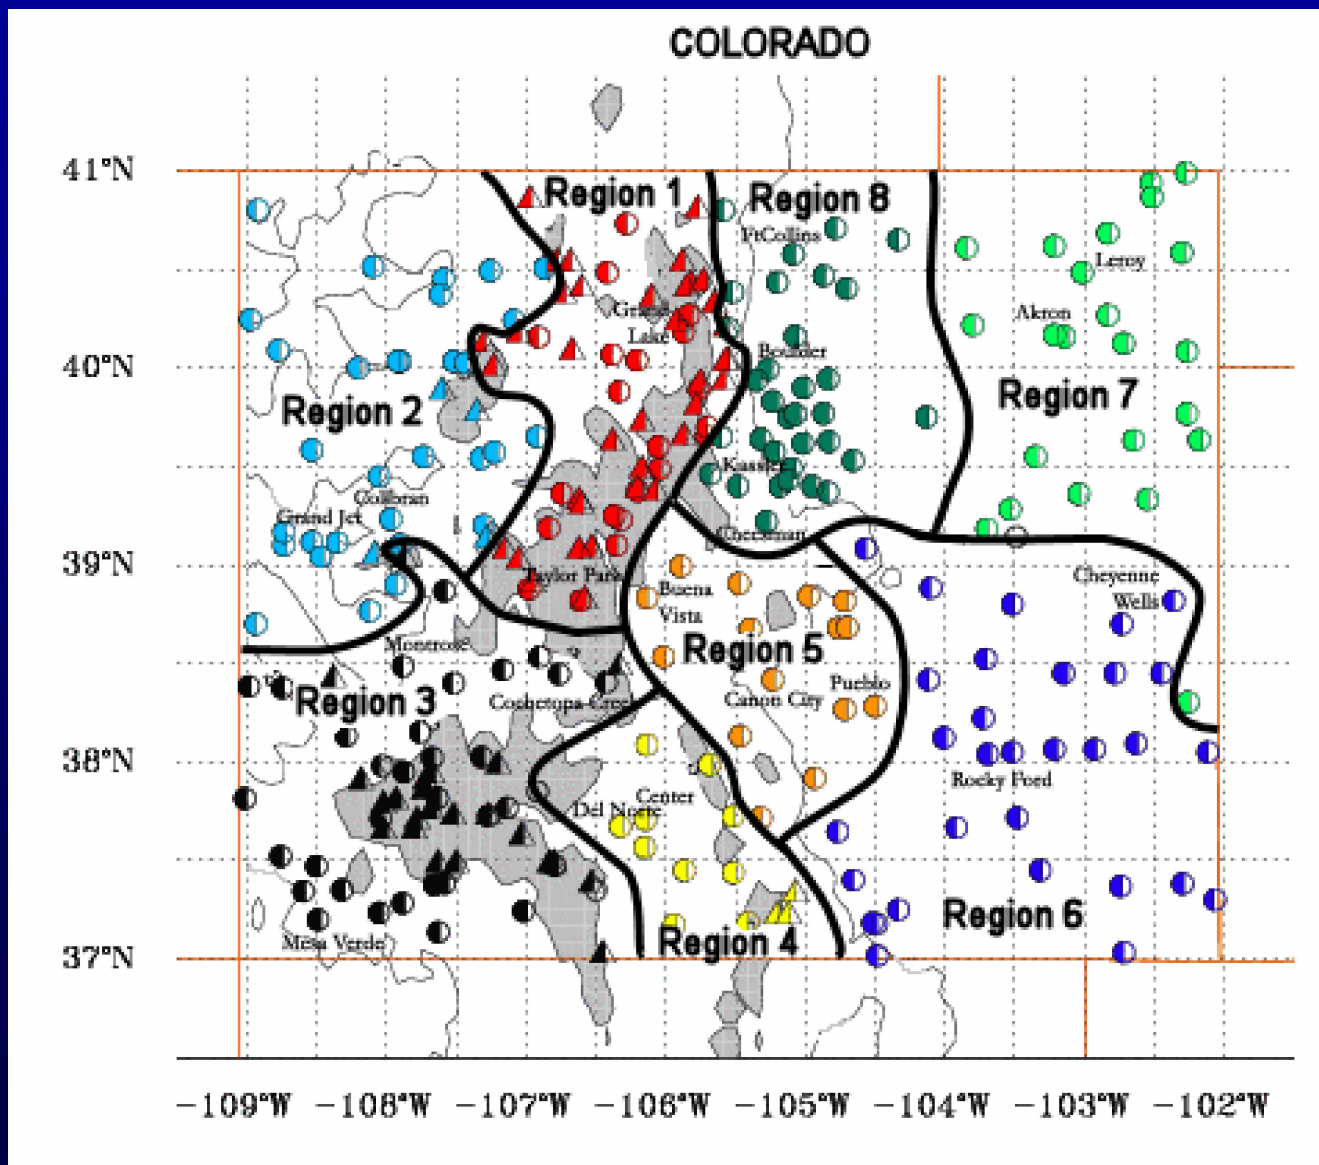 COLORADO
41°N
40°N
39°N
38°N
37°N
Region 1
Region 8
FtCollins
Leroy
Grand
Lake
Akron
Boulder
Region 7
Region 2
Kassler
Collbran
Grand Jct
Cheesman
Taylor Park
Buena
Vista
Cheyenne
Wells
Montrose
Region 5
Region 3
Cochetopa Creek
Canon City
Pueblo
Rocky Ford
Center
Del Norte
Region 6
Mesa Verde
Region 4
-109°W
-108°W
-107°W
-106°W
-105°W
-104°W
-103°W
-102°W